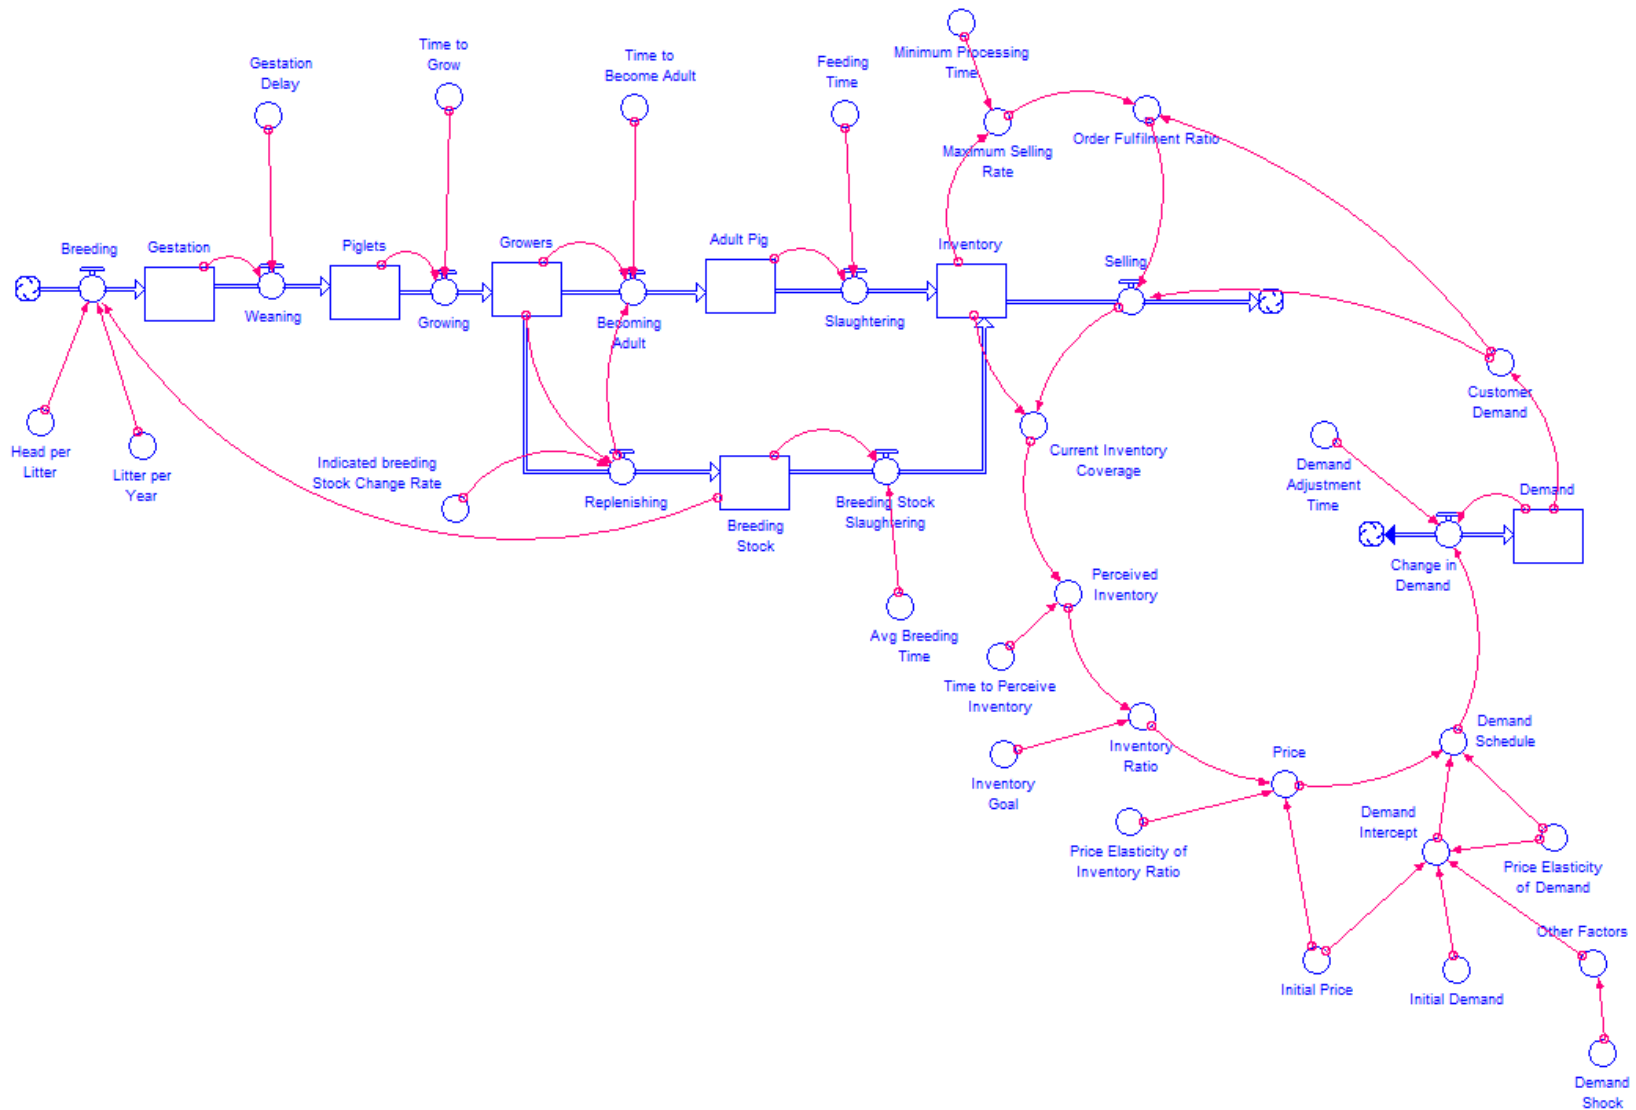 Minimum Processing
Time
Time to
Grow
Gestation
Delay
Time to
Become Adult
Feeding
Time
Maximum Selling
Rate
Order Fulfilment Ratio
Breeding
Gestation
Weaning
Piglets
Growing
Growers
Becoming
Adult
Adult Pig
Slaughtering
Inventory
Selling
Customer
Demand
Head per
Litter
Litter per
Year
Indicated breeding
Stock Change Rate
Replenishing
Breeding
Stock
Breeding Stock
Slaughtering
Current Inventory
Coverage
Demand
Adjustment
Time
Demand
Change in
Demand
Perceived
Inventory
Avg Breeding
Time
Time to Perceive
Inventory
Inventory
Ratio
Inventory
Goal
Price
Demand
Schedule
Demand
Intercept
Price Elasticity of
Inventory Ratio
Price Elasticity
of Demand
Other Factors
Initial Price
Initial Demand
Demand
Shock